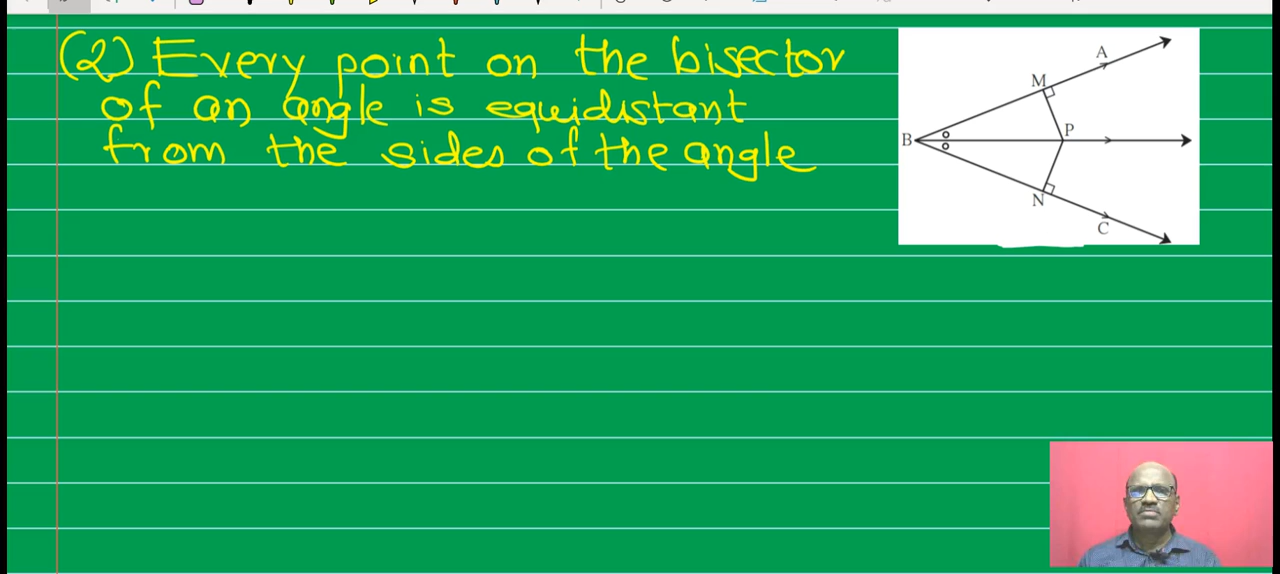 (2) Every point on the bisector
of an angle is equidistant
from the sides of the angle
A
M
B
P
N
C